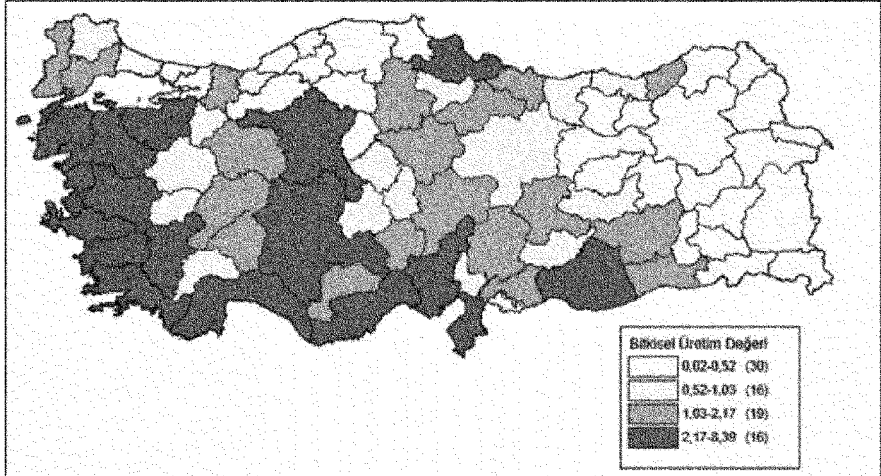 Bitkisel Üretim Değeri
0,02-0,52 (30)
0,52-1,03 (16)
1,03-2,17 (19)
2,17-8,39 (16)